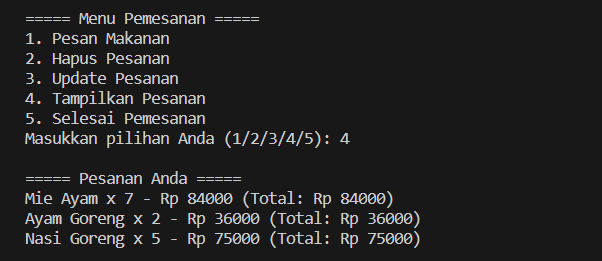 ===== Menu Pemesanan =====
1. Pesan Makanan
2. Hapus Pesanan
3. Update Pesanan
4. Tampilkan Pesanan
5. Selesai Pemesanan
Masukkan pilihan Anda (1/2/3/4/5): 4
===== Pesanan Anda =====
Mie Ayam x 7 - Rp 84000 (Total: Rp 84000)
Ayam Goreng x 2 - Rp 36000 (Total: Rp 36000)
Nasi Goreng x 5 - Rp 75000 (Total: Rp 75000)